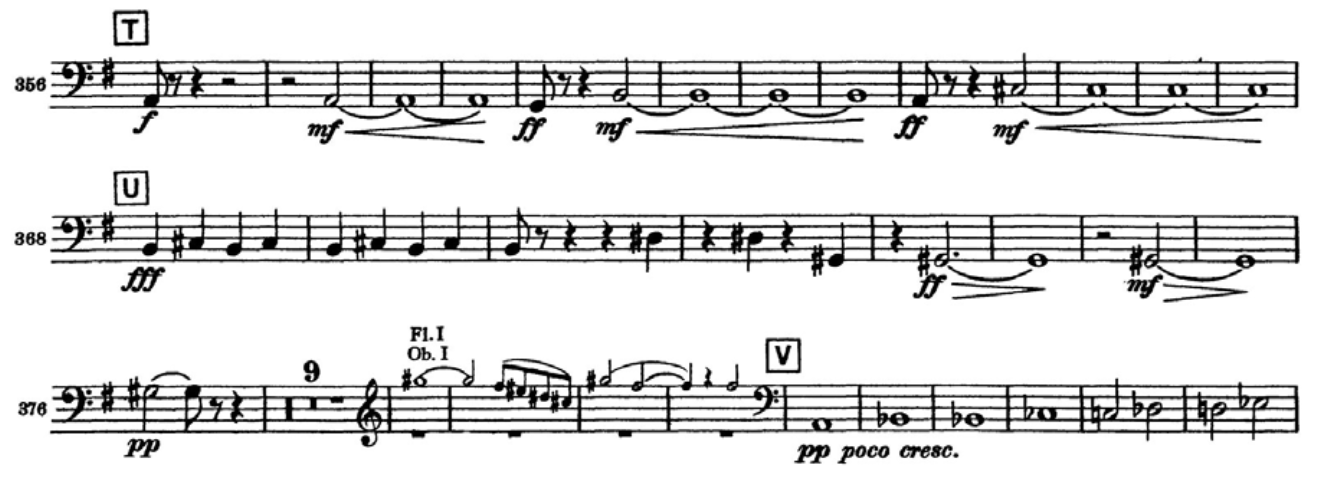 T
356
f mf ff mf ff mf
U
368
fff ff mf
Fl. I
Ob. I
9 V
376
pp pp poco cresc.